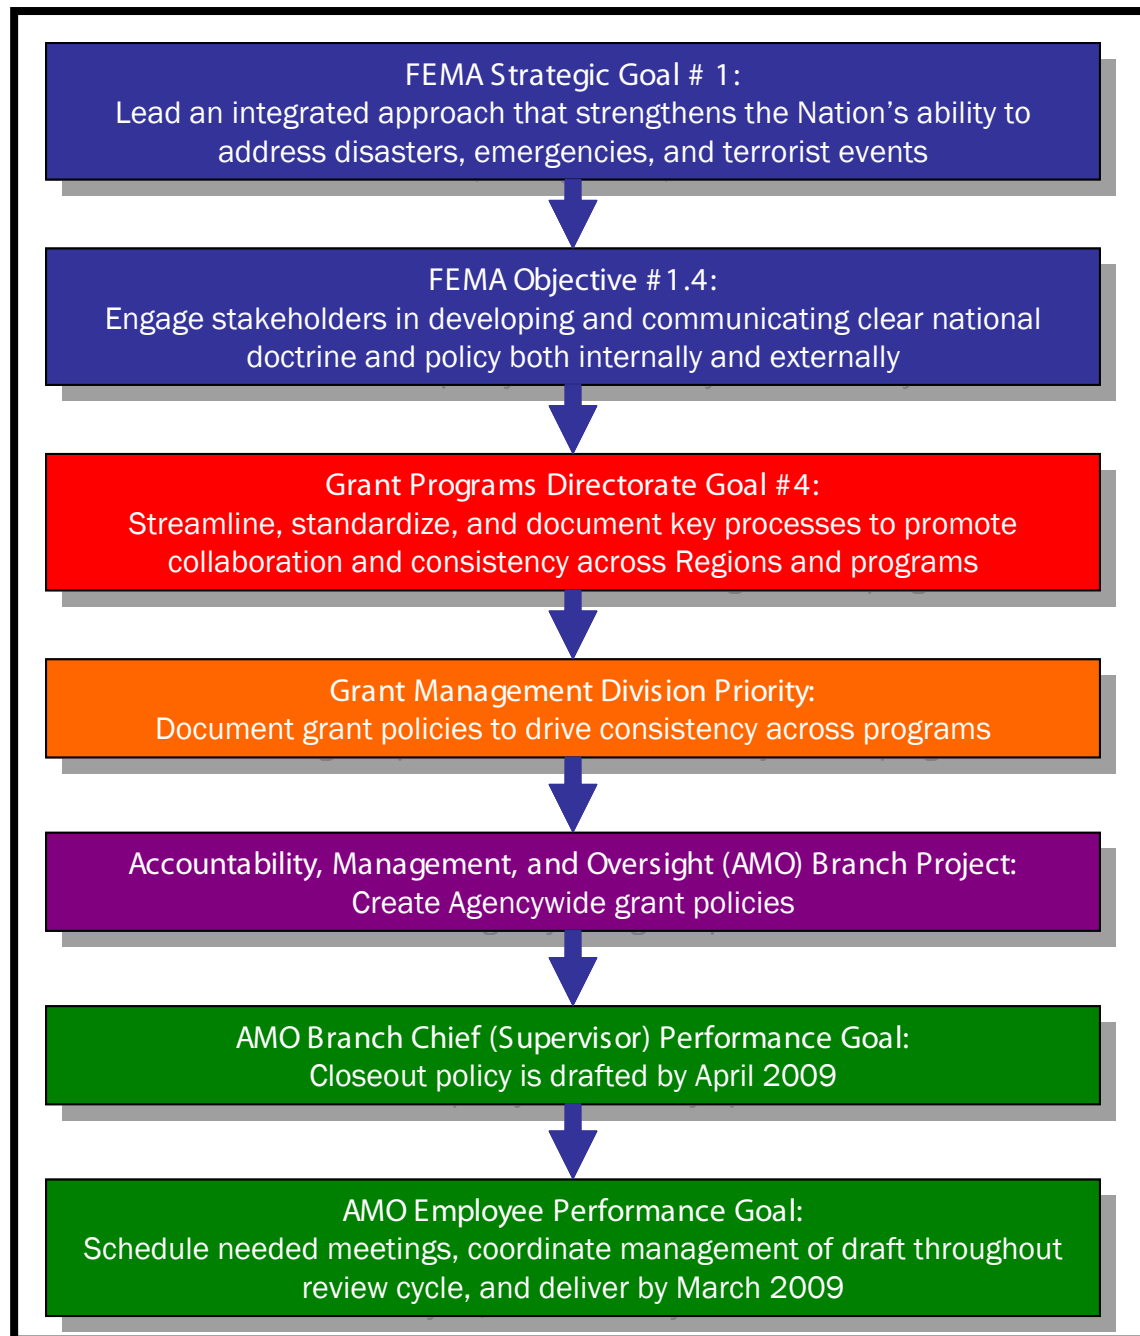 FEMA Strategic Goal # 1:
Lead an integrated approach that strengthens the Nation’s ability to
address disasters, emergencies, and terrorist events
FEMA Objective #1.4:
Engage stakeholders in developing and communicating clear national
doctrine and policy both internally and externally
Grant Programs Directorate Goal #4:
Streamline, standardize, and document key processes to promote
collaboration and consistency across Regions and programs
Grant Management Division Priority:
Document grant policies to drive consistency across programs
Accountability, Management, and Oversight (AMO) Branch Project:
Create Agencywide grant policies
AMO Branch Chief (Supervisor) Performance Goal:
Closeout policy is drafted by April 2009
AMO Employee Performance Goal:
Schedule needed meetings, coordinate management of draft throughout
review cycle, and deliver by March 2009